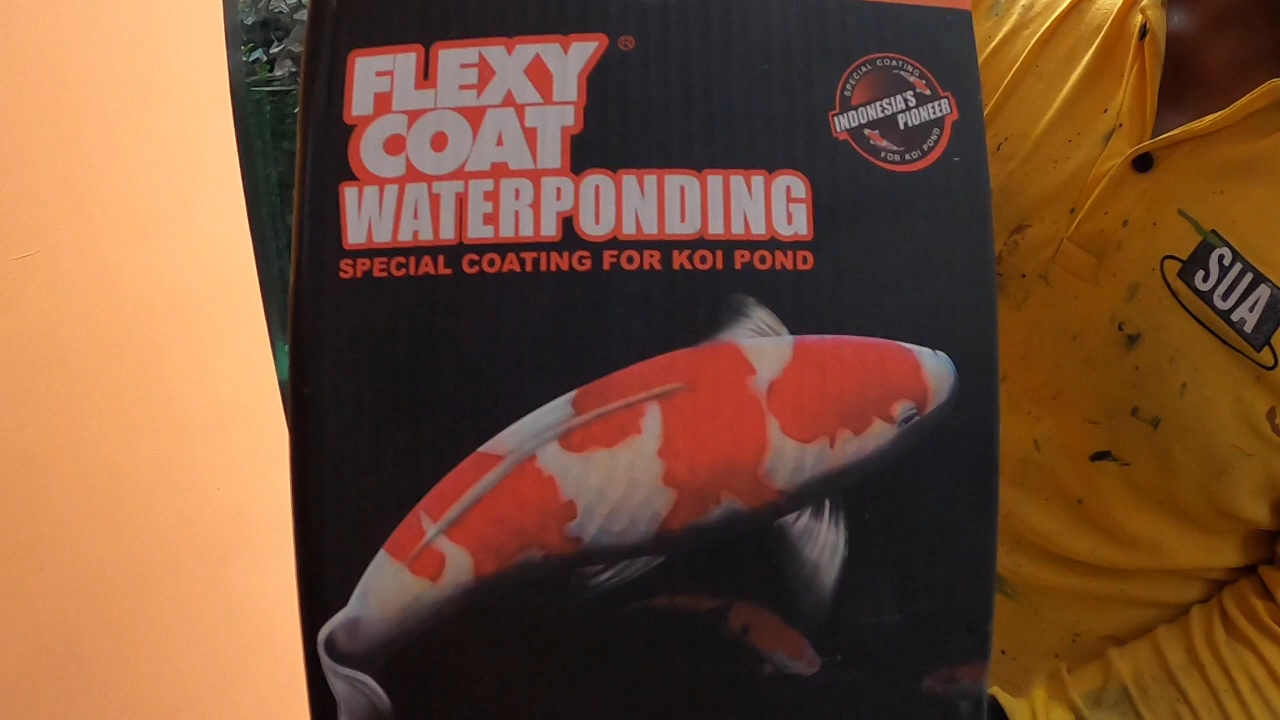 FLEXY ®
COAT
WATERPONDING
SPECIAL COATING FOR KOI POND
SPECIAL COATING
INDONESIA'S
PIONEER
FOR KOI POND
SUA